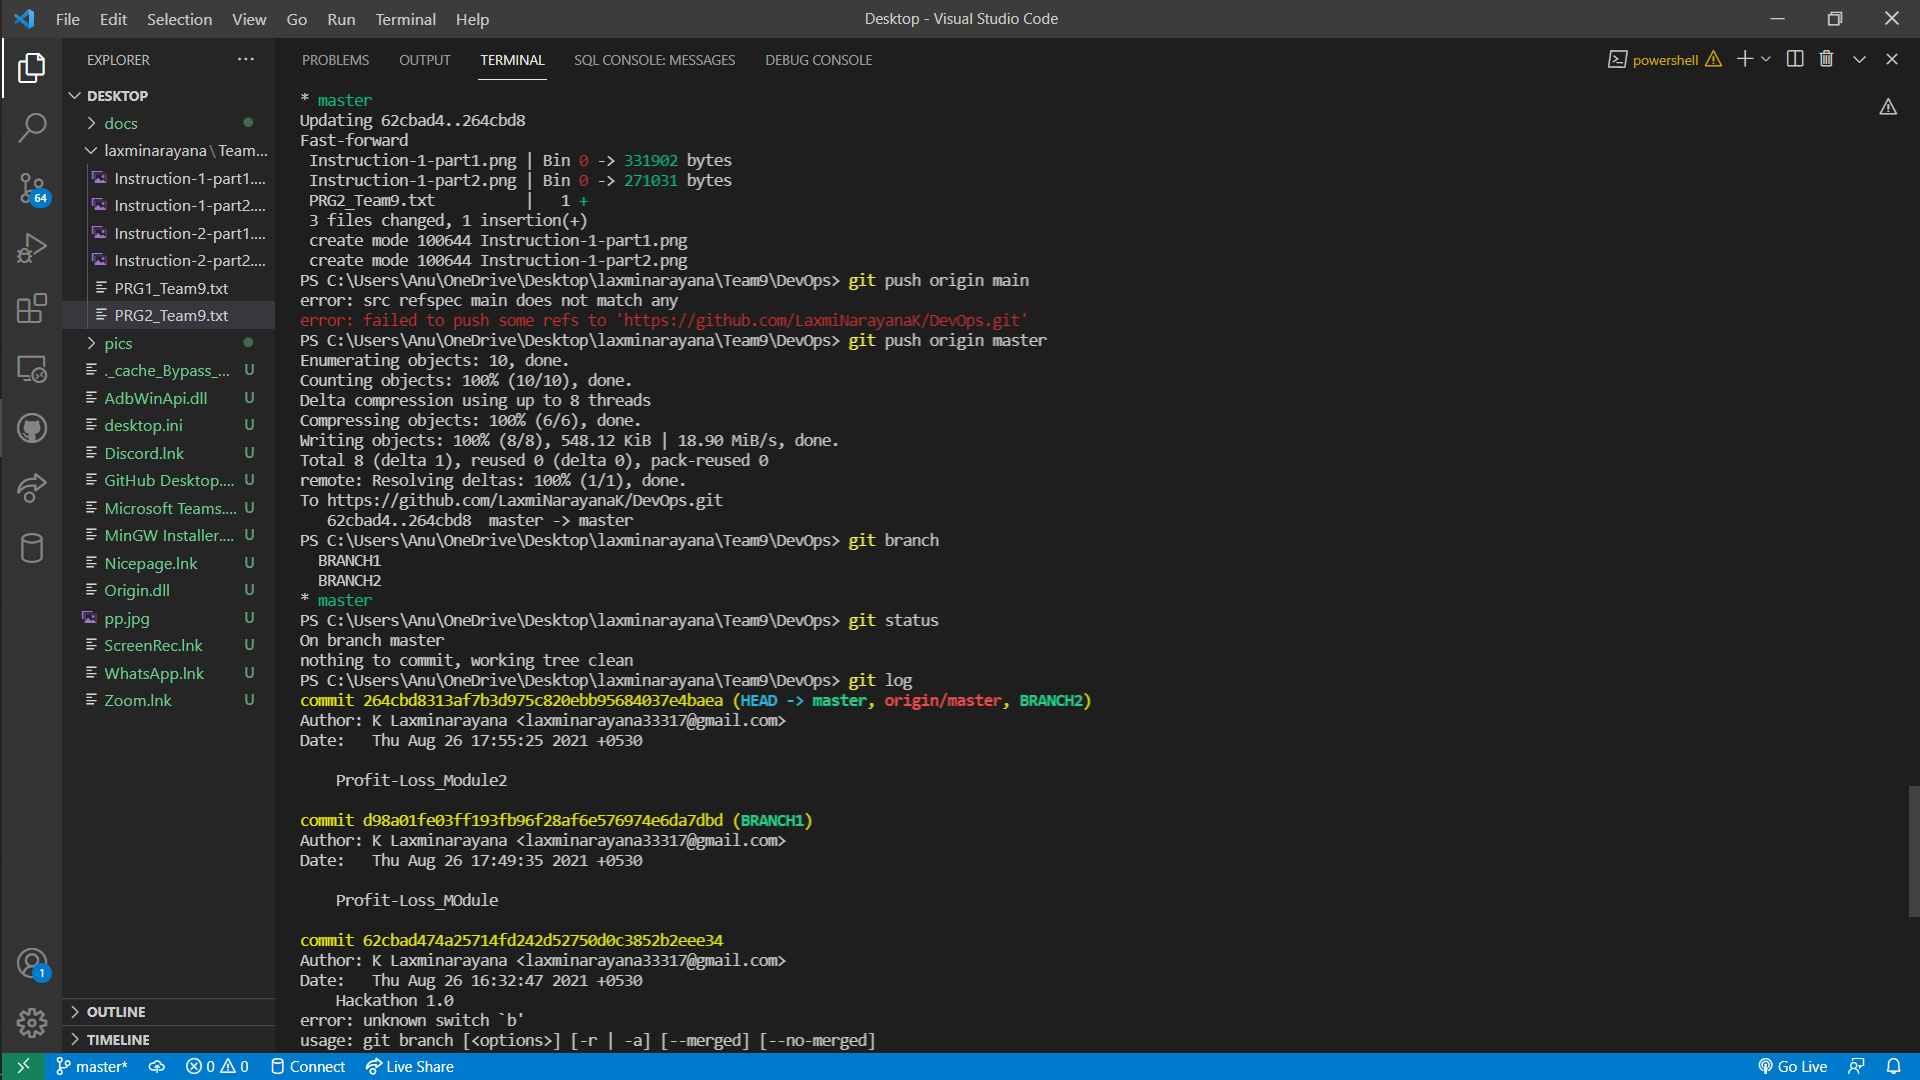 File Edit Selection View Go Run Terminal Help
Desktop - Visual Studio Code
EXPLORER
PROBLEMS OUTPUT TERMINAL SQL CONSOLE: MESSAGES DEBUG CONSOLE
powershell
DESKTOP
docs
laxminarayana\Team...
Instruction-1-part1....
Instruction-1-part2....
Instruction-2-part1....
Instruction-2-part2....
PRG1_Team9.txt
PRG2_Team9.txt
pics
._cache_Bypass_... U
AdbWinApi.dll U
desktop.ini U
Discord.lnk U
GitHub Desktop.... U
Microsoft Teams.... U
MinGW Installer.... U
Nicepage.lnk U
Origin.dll U
pp.jpg U
ScreenRec.lnk U
WhatsApp.lnk U
Zoom.lnk U
OUTLINE
TIMELINE
64
1
* master
Updating 62cbad4..264cbd8
Fast-forward
Instruction-1-part1.png | Bin 0 -> 331902 bytes
Instruction-1-part2.png | Bin 0 -> 271031 bytes
PRG2_Team9.txt | 1 +
3 files changed, 1 insertion(+)
create mode 100644 Instruction-1-part1.png
create mode 100644 Instruction-1-part2.png
PS C:\Users\Anu\OneDrive\Desktop\laxminarayana\Team9\DevOps> git push origin main
error: src refspec main does not match any
error: failed to push some refs to 'https://github.com/LaxmiNarayanaK/DevOps.git'
PS C:\Users\Anu\OneDrive\Desktop\laxminarayana\Team9\DevOps> git push origin master
Enumerating objects: 10, done.
Counting objects: 100% (10/10), done.
Delta compression using up to 8 threads
Compressing objects: 100% (6/6), done.
Writing objects: 100% (8/8), 548.12 KiB | 18.90 MiB/s, done.
Total 8 (delta 1), reused 0 (delta 0), pack-reused 0
remote: Resolving deltas: 100% (1/1), done.
To https://github.com/LaxmiNarayanaK/DevOps.git
62cbad4..264cbd8 master -> master
PS C:\Users\Anu\OneDrive\Desktop\laxminarayana\Team9\DevOps> git branch
BRANCH1
BRANCH2
* master
PS C:\Users\Anu\OneDrive\Desktop\laxminarayana\Team9\DevOps> git status
On branch master
nothing to commit, working tree clean
PS C:\Users\Anu\OneDrive\Desktop\laxminarayana\Team9\DevOps> git log
commit 264cbd8313af7b3d975c820ebb95684037e4baea (HEAD -> master, origin/master, BRANCH2)
Author: K Laxminarayana <laxminarayana33317@gmail.com>
Date: Thu Aug 26 17:55:25 2021 +0530
Profit-Loss_Module2
commit d98a01fe03ff193fb96f28af6e576974e6da7dbd (BRANCH1)
Author: K Laxminarayana <laxminarayana33317@gmail.com>
Date: Thu Aug 26 17:49:35 2021 +0530
Profit-Loss_MOdule
commit 62cbad474a25714fd242d52750d0c3852b2eee34
Author: K Laxminarayana <laxminarayana33317@gmail.com>
Date: Thu Aug 26 16:32:47 2021 +0530
Hackathon 1.0
error: unknown switch `b'
usage: git branch [<options>] [-r | -a] [--merged] [--no-merged]
master* 0 0 Connect Live Share Go Live